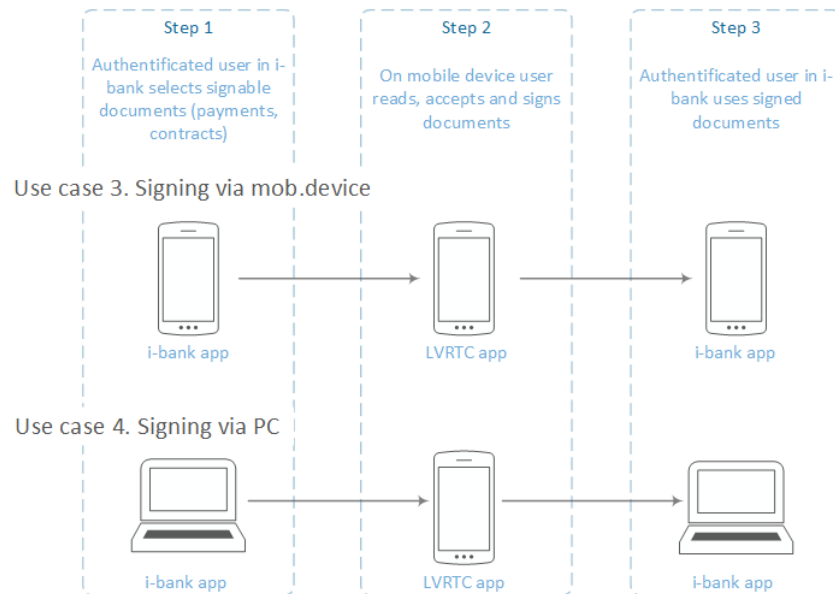 Step 1
Authentificated user in i-
bank selects signable
documents (payments,
contracts)
Step 2
On mobile device user
reads, accepts and signs
documents
Step 3
Authentificated user in i-
bank uses signed
documents
Use case 3. Signing via mob.device
i-bank app
LVRTC app
i-bank app
Use case 4. Signing via PC
i-bank app
LVRTC app
i-bank app